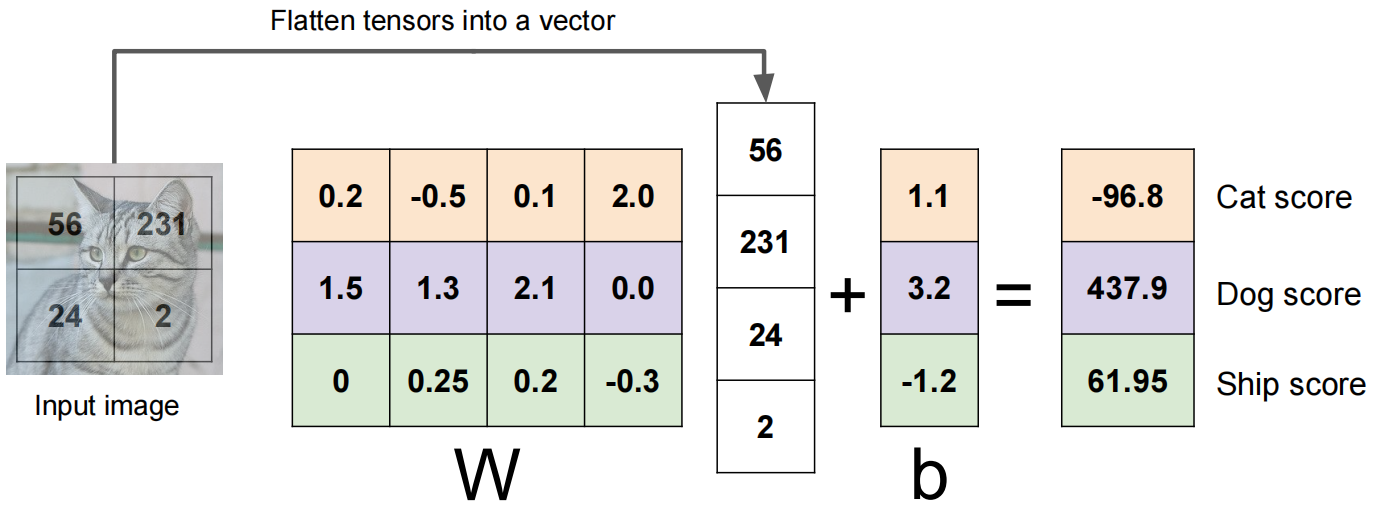 Flatten tensors into a vector
56 231
24 2
Input image
0.2 -0.5 0.1 2.0
1.5 1.3 2.1 0.0
0 0.25 0.2 -0.3
W
56
231
24
2
+
1.1
3.2
-1.2
b
=
-96.8 Cat score
437.9 Dog score
61.95 Ship score